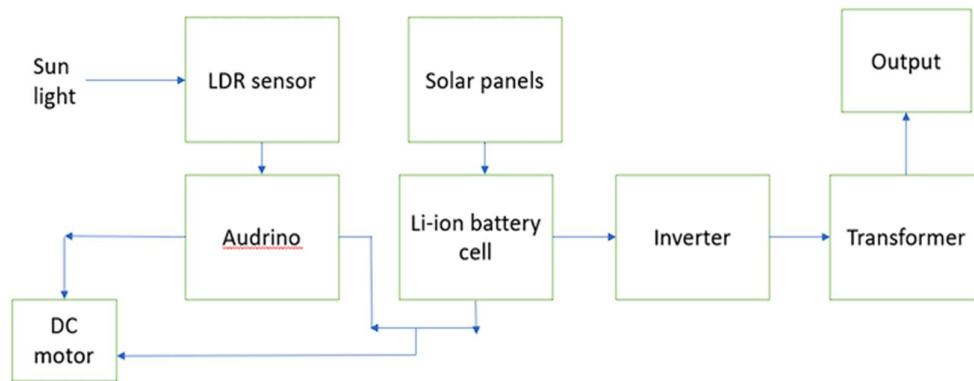 Sun
light
LDR sensor
Solar panels
Output
Audrino
Li-ion battery
cell
Inverter
Transformer
DC
motor